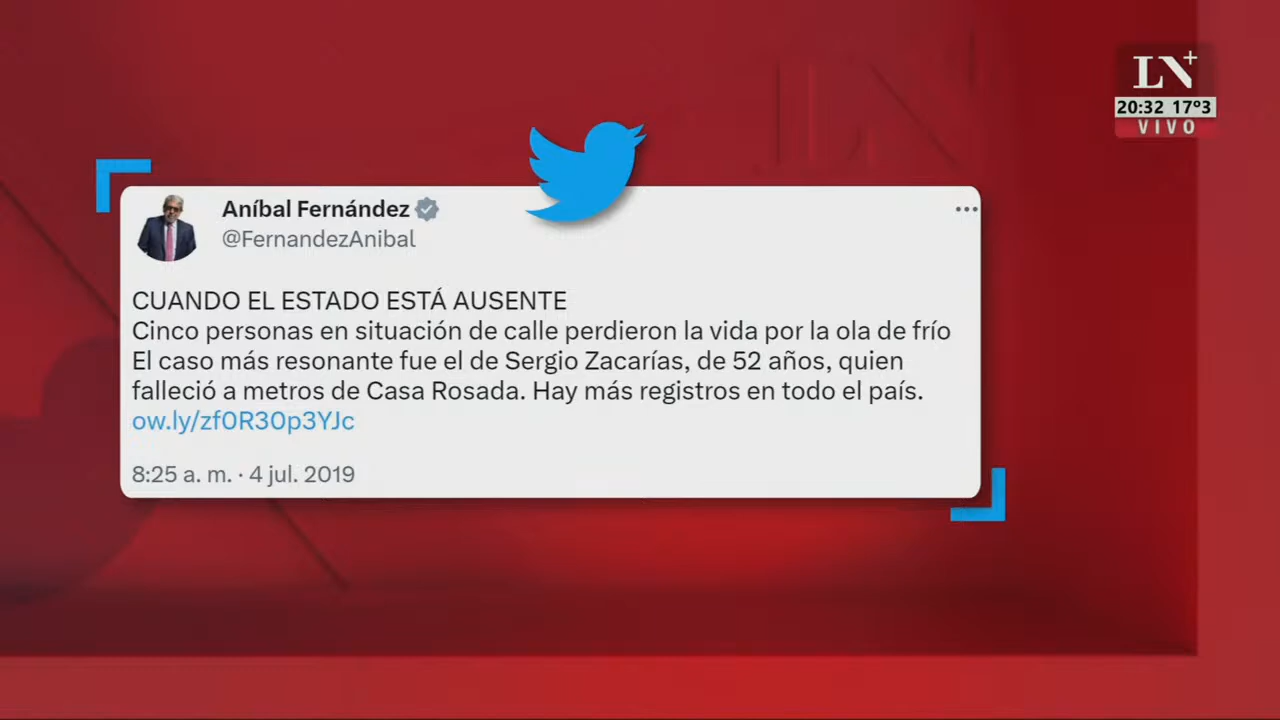 LN+
20:32 17º3
VIVO
Aníbal Fernández
@FernandezAnibal
CUANDO EL ESTADO ESTÁ AUSENTE
Cinco personas en situación de calle perdieron la vida por la ola de frío
El caso más resonante fue el de Sergio Zacarías, de 52 años, quien
falleció a metros de Casa Rosada. Hay más registros en todo el país.
ow.ly/zf0R30p3YJc
8:25 a. m. · 4 jul. 2019